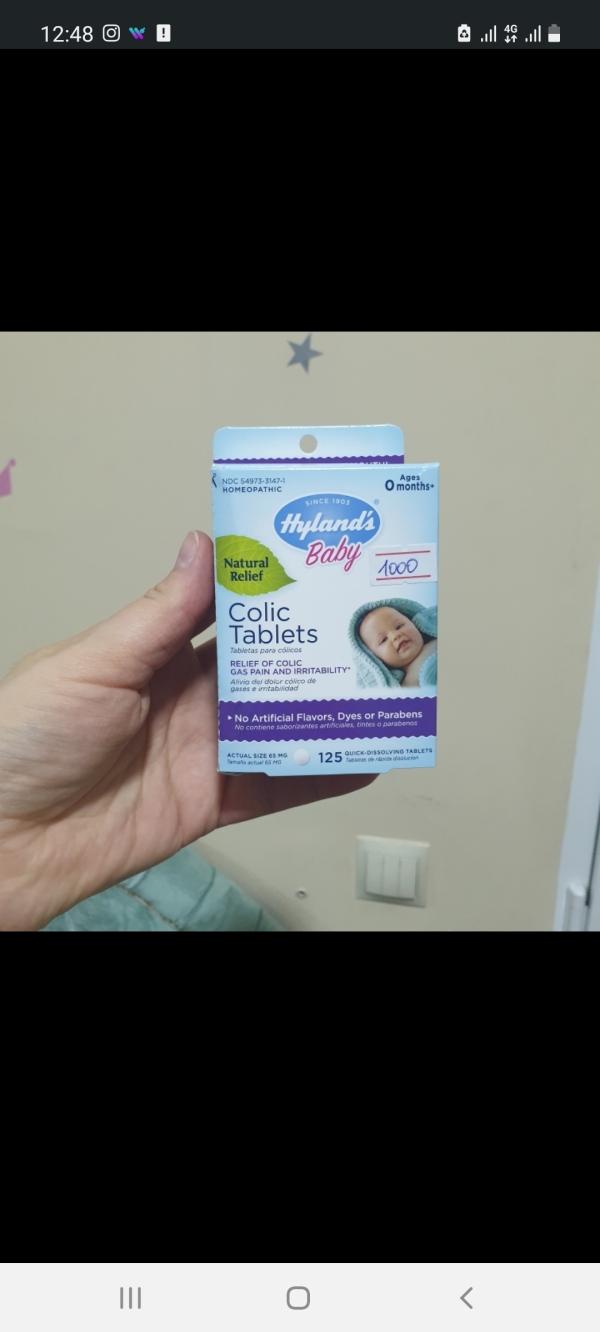 12:48
4G
NDC 54973-3147-1
HOMEOPATHIC
Ages
0 months+
SINCE 1903
Hyland's
®
Baby
Natural
Relief
1000
Colic
Tablets
Tabletas para cólicos
RELIEF OF COLIC
GAS PAIN AND IRRITABILITY*
Alivio del dolor cólico de
gases e irritabilidad
No Artificial Flavors, Dyes or Parabens
No contiene saborizantes artificiales, tintes o parabenos
ACTUAL SIZE 65 MG
Tamaño actual 65 MG
125 QUICK-DISSOLVING TABLETS
Tabletas de rápida disolución